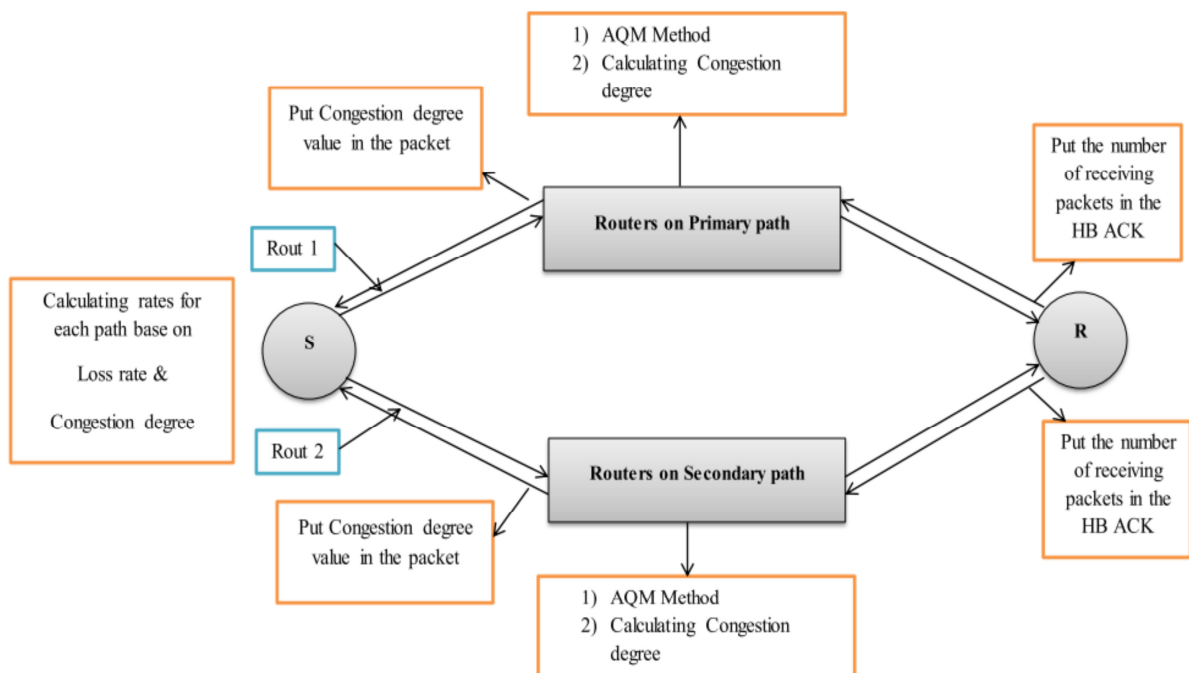 1) AQM Method
2) Calculating Congestion
degree
Put Congestion degree
value in the packet
Put the number
of receiving
packets in the
HB ACK
Routers on Primary path
Rout 1
Calculating rates for
each path base on
Loss rate &
Congestion degree
S
R
Rout 2
Routers on Secondary path
Put the number
of receiving
packets in the
HB ACK
Put Congestion degree
value in the packet
1) AQM Method
2) Calculating Congestion
degree